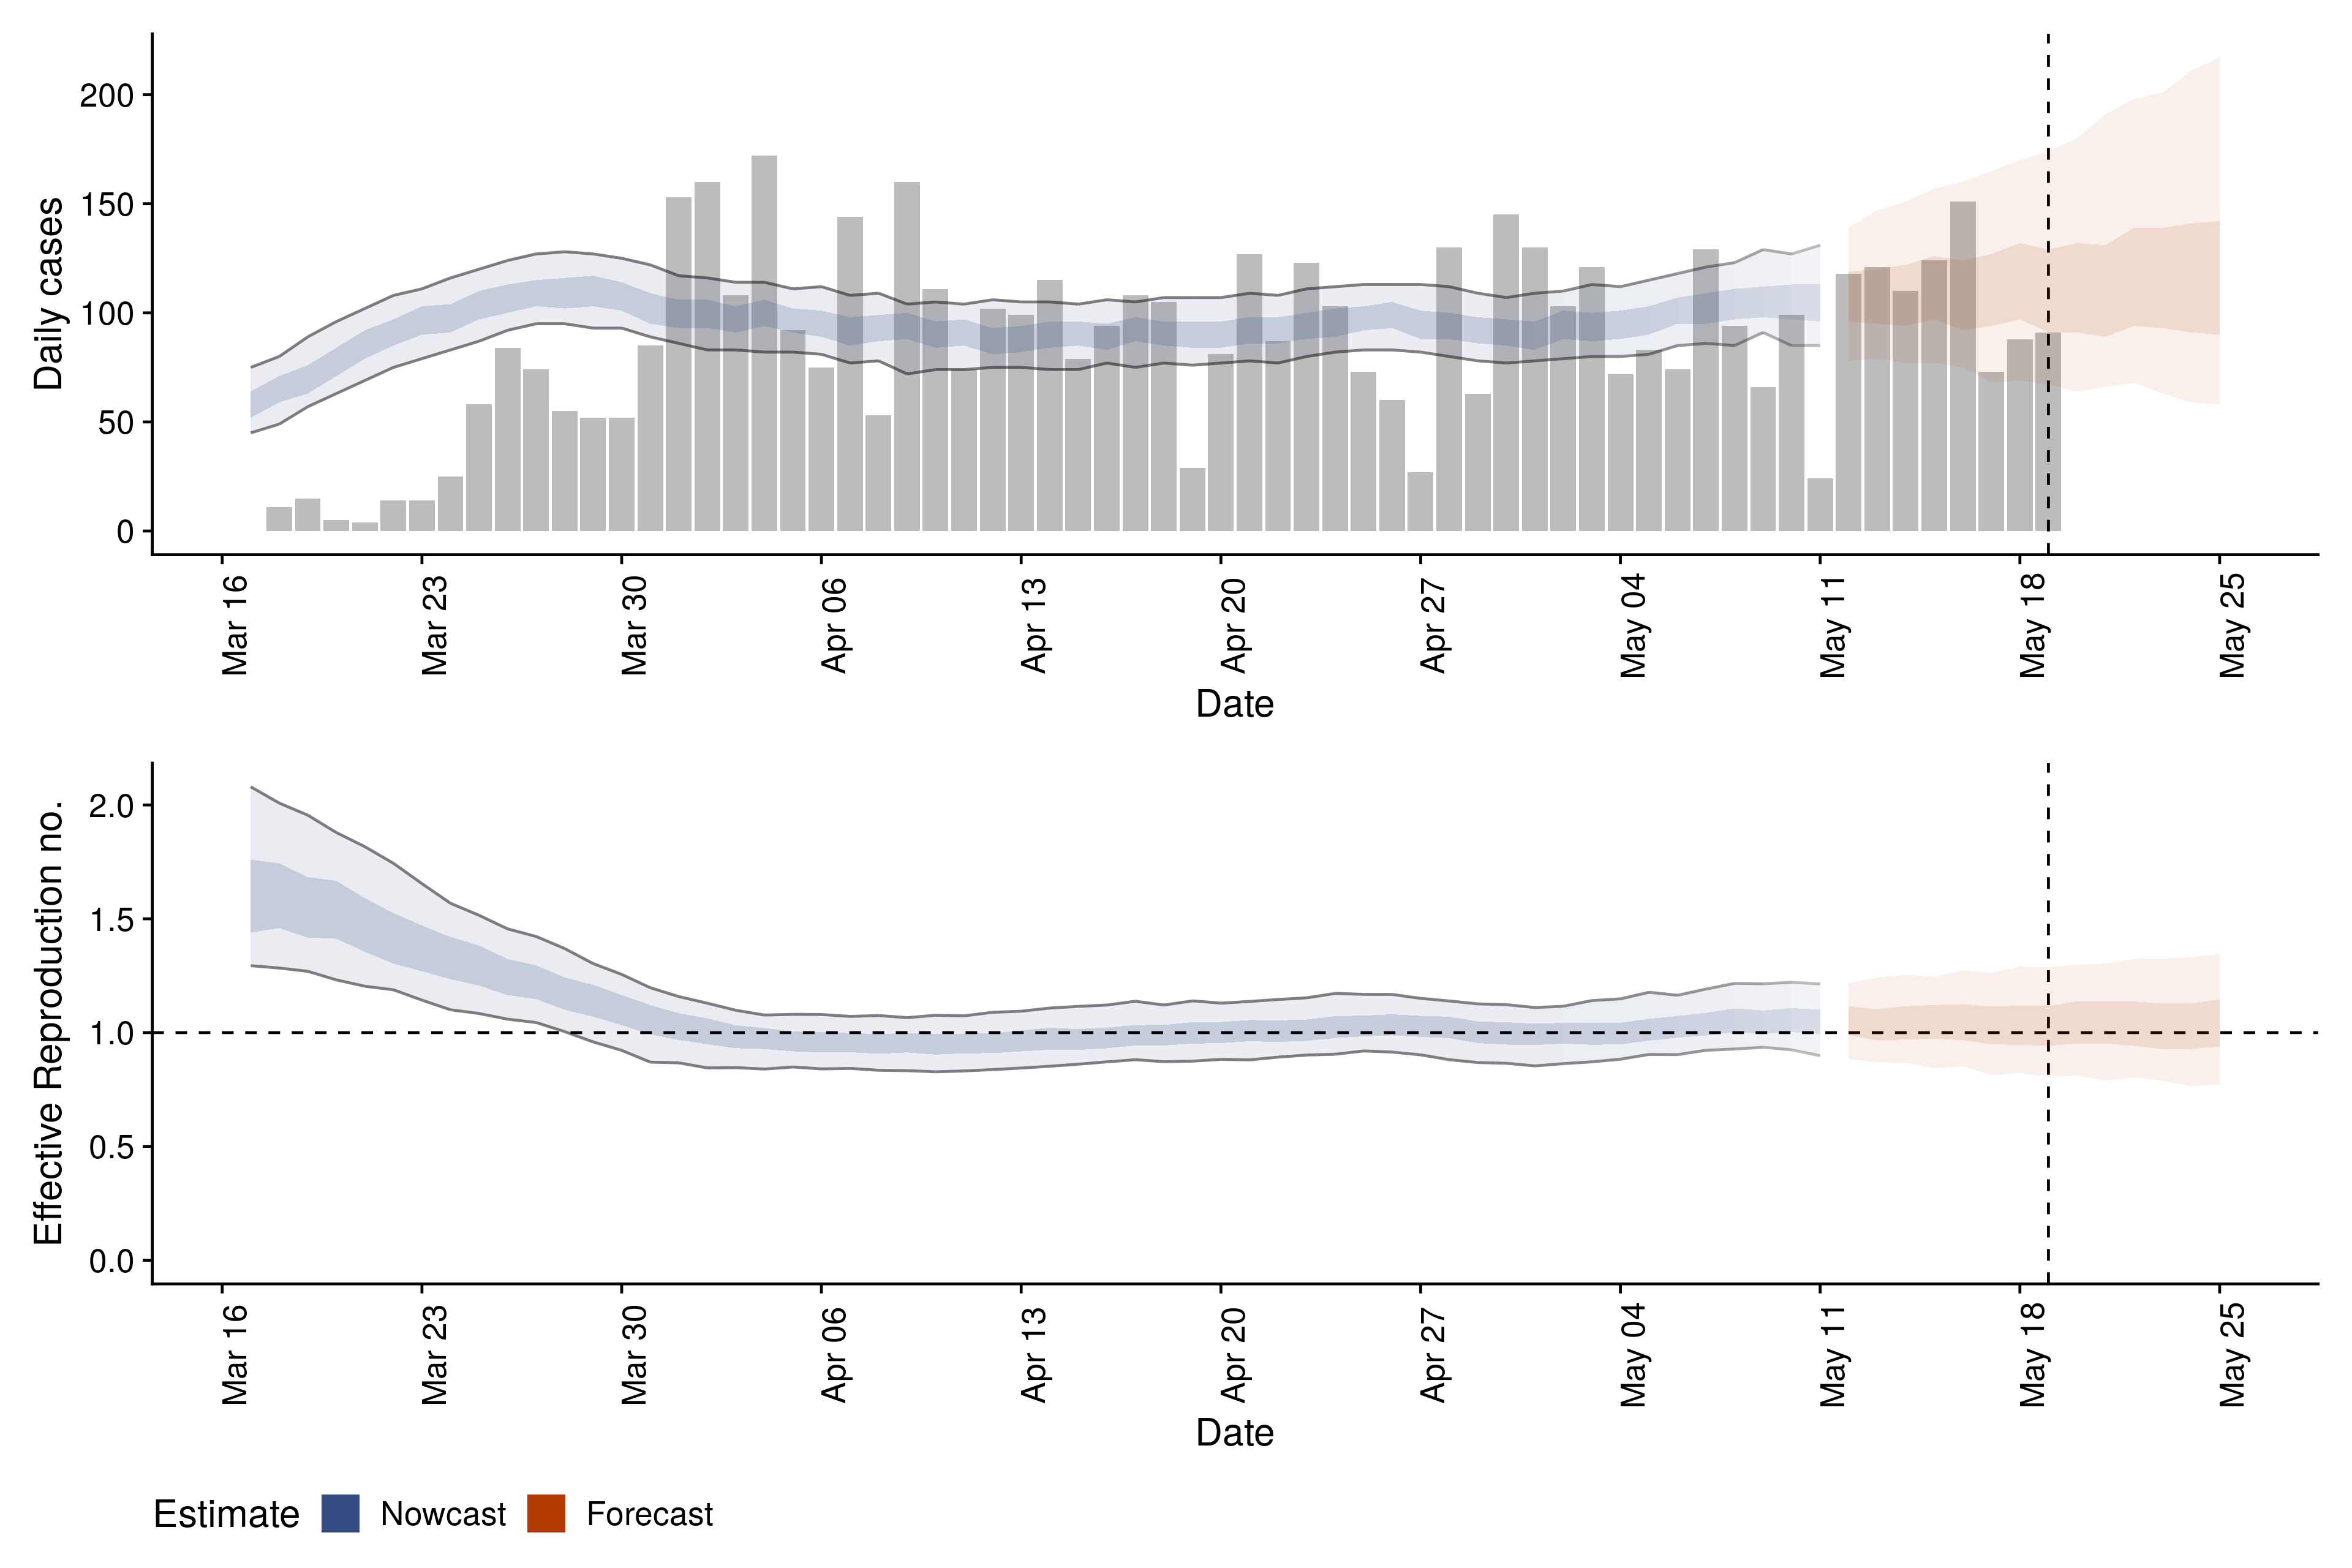 Daily cases
200
150
100
50
0
Mar 16
Mar 23
Mar 30
Apr 06
Apr 13
Apr 20
Apr 27
May 04
May 11
May 18
May 25
Date
Effective Reproduction no.
2.0
1.5
1.0
0.5
0.0
Mar 16
Mar 23
Mar 30
Apr 06
Apr 13
Apr 20
Apr 27
May 04
May 11
May 18
May 25
Date
Estimate Nowcast Forecast